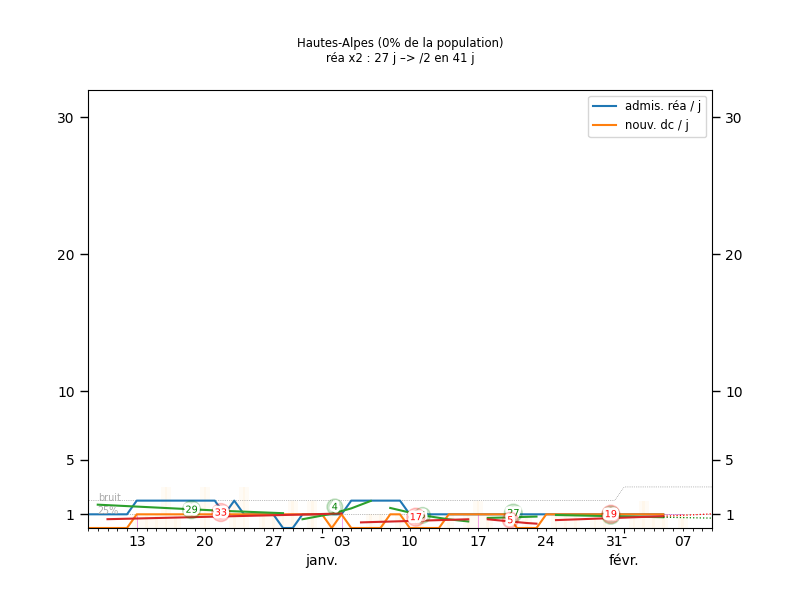 Hautes-Alpes (0% de la population)
réa x2 : 27 j –> /2 en 41 j
admis. réa / j
nouv. dc / j
30 30
20 20
10 10
5 5
1 1
bruit
25%
29 33 4 17 27 5 19
13 20 27 - 03 10 17 24 31 - 07
janv. févr.